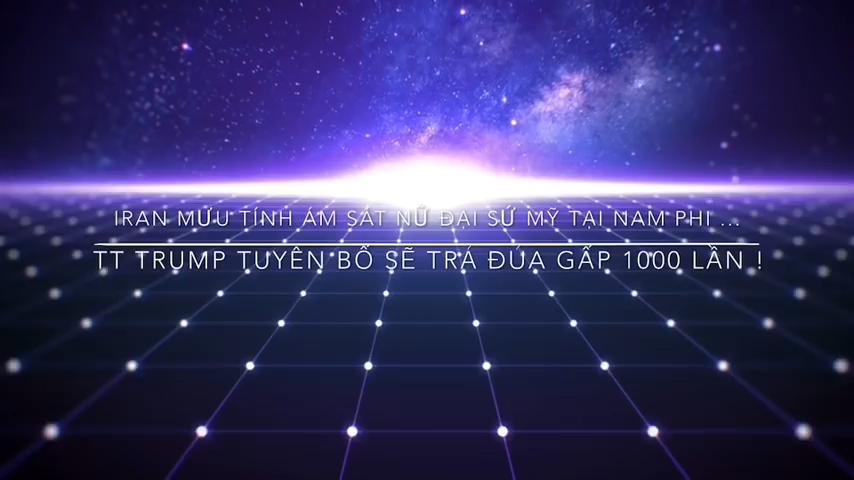 IRAN MƯU TÍNH ÁM SÁT NỮ ĐẠI SỨ MỸ TẠI NAM PHI ...
TT TRUMP TUYÊN BỐ SẼ TRẢ ĐŨA GẤP 1000 LẦN !